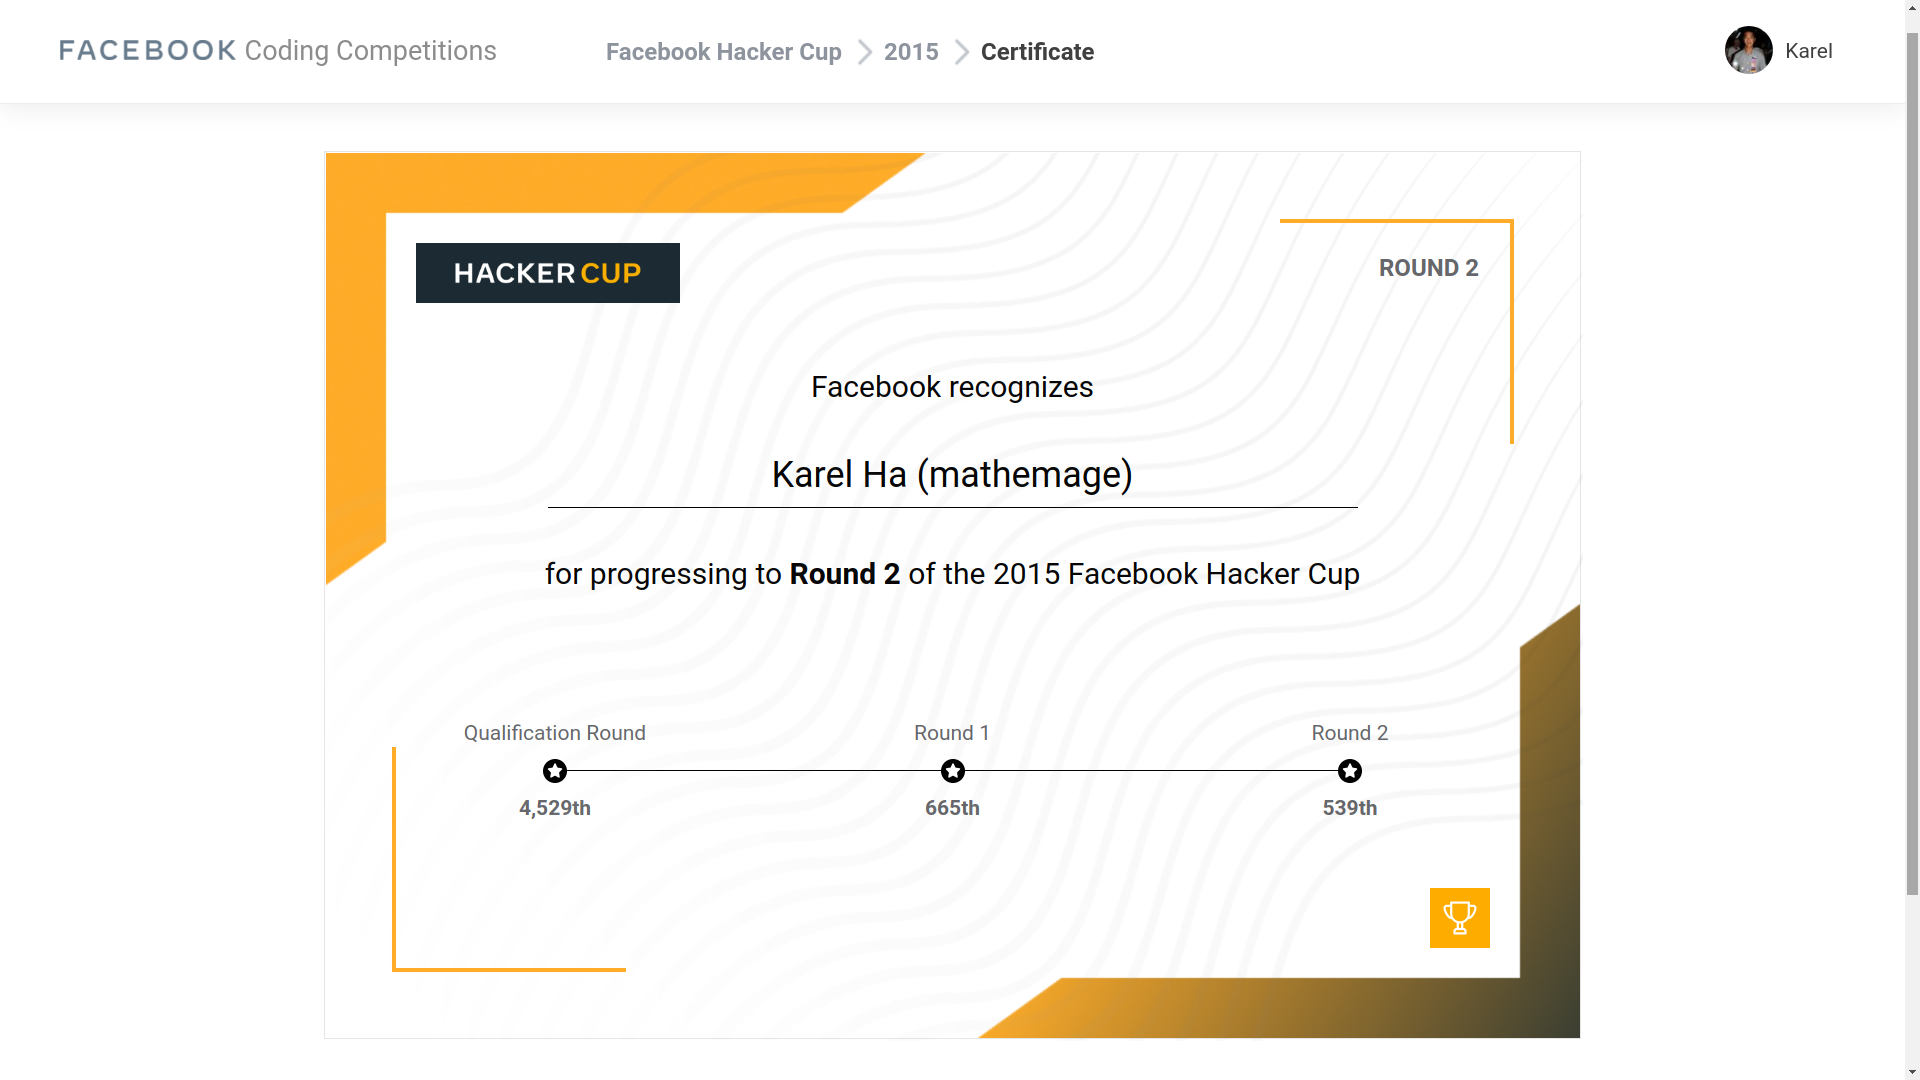 FACEBOOK Coding Competitions
Facebook Hacker Cup 2015 Certificate
Karel
HACKER CUP
ROUND 2
Facebook recognizes
Karel Ha (mathemage)
for progressing to Round 2 of the 2015 Facebook Hacker Cup
Qualification Round Round 1 Round 2
4,529th 665th 539th